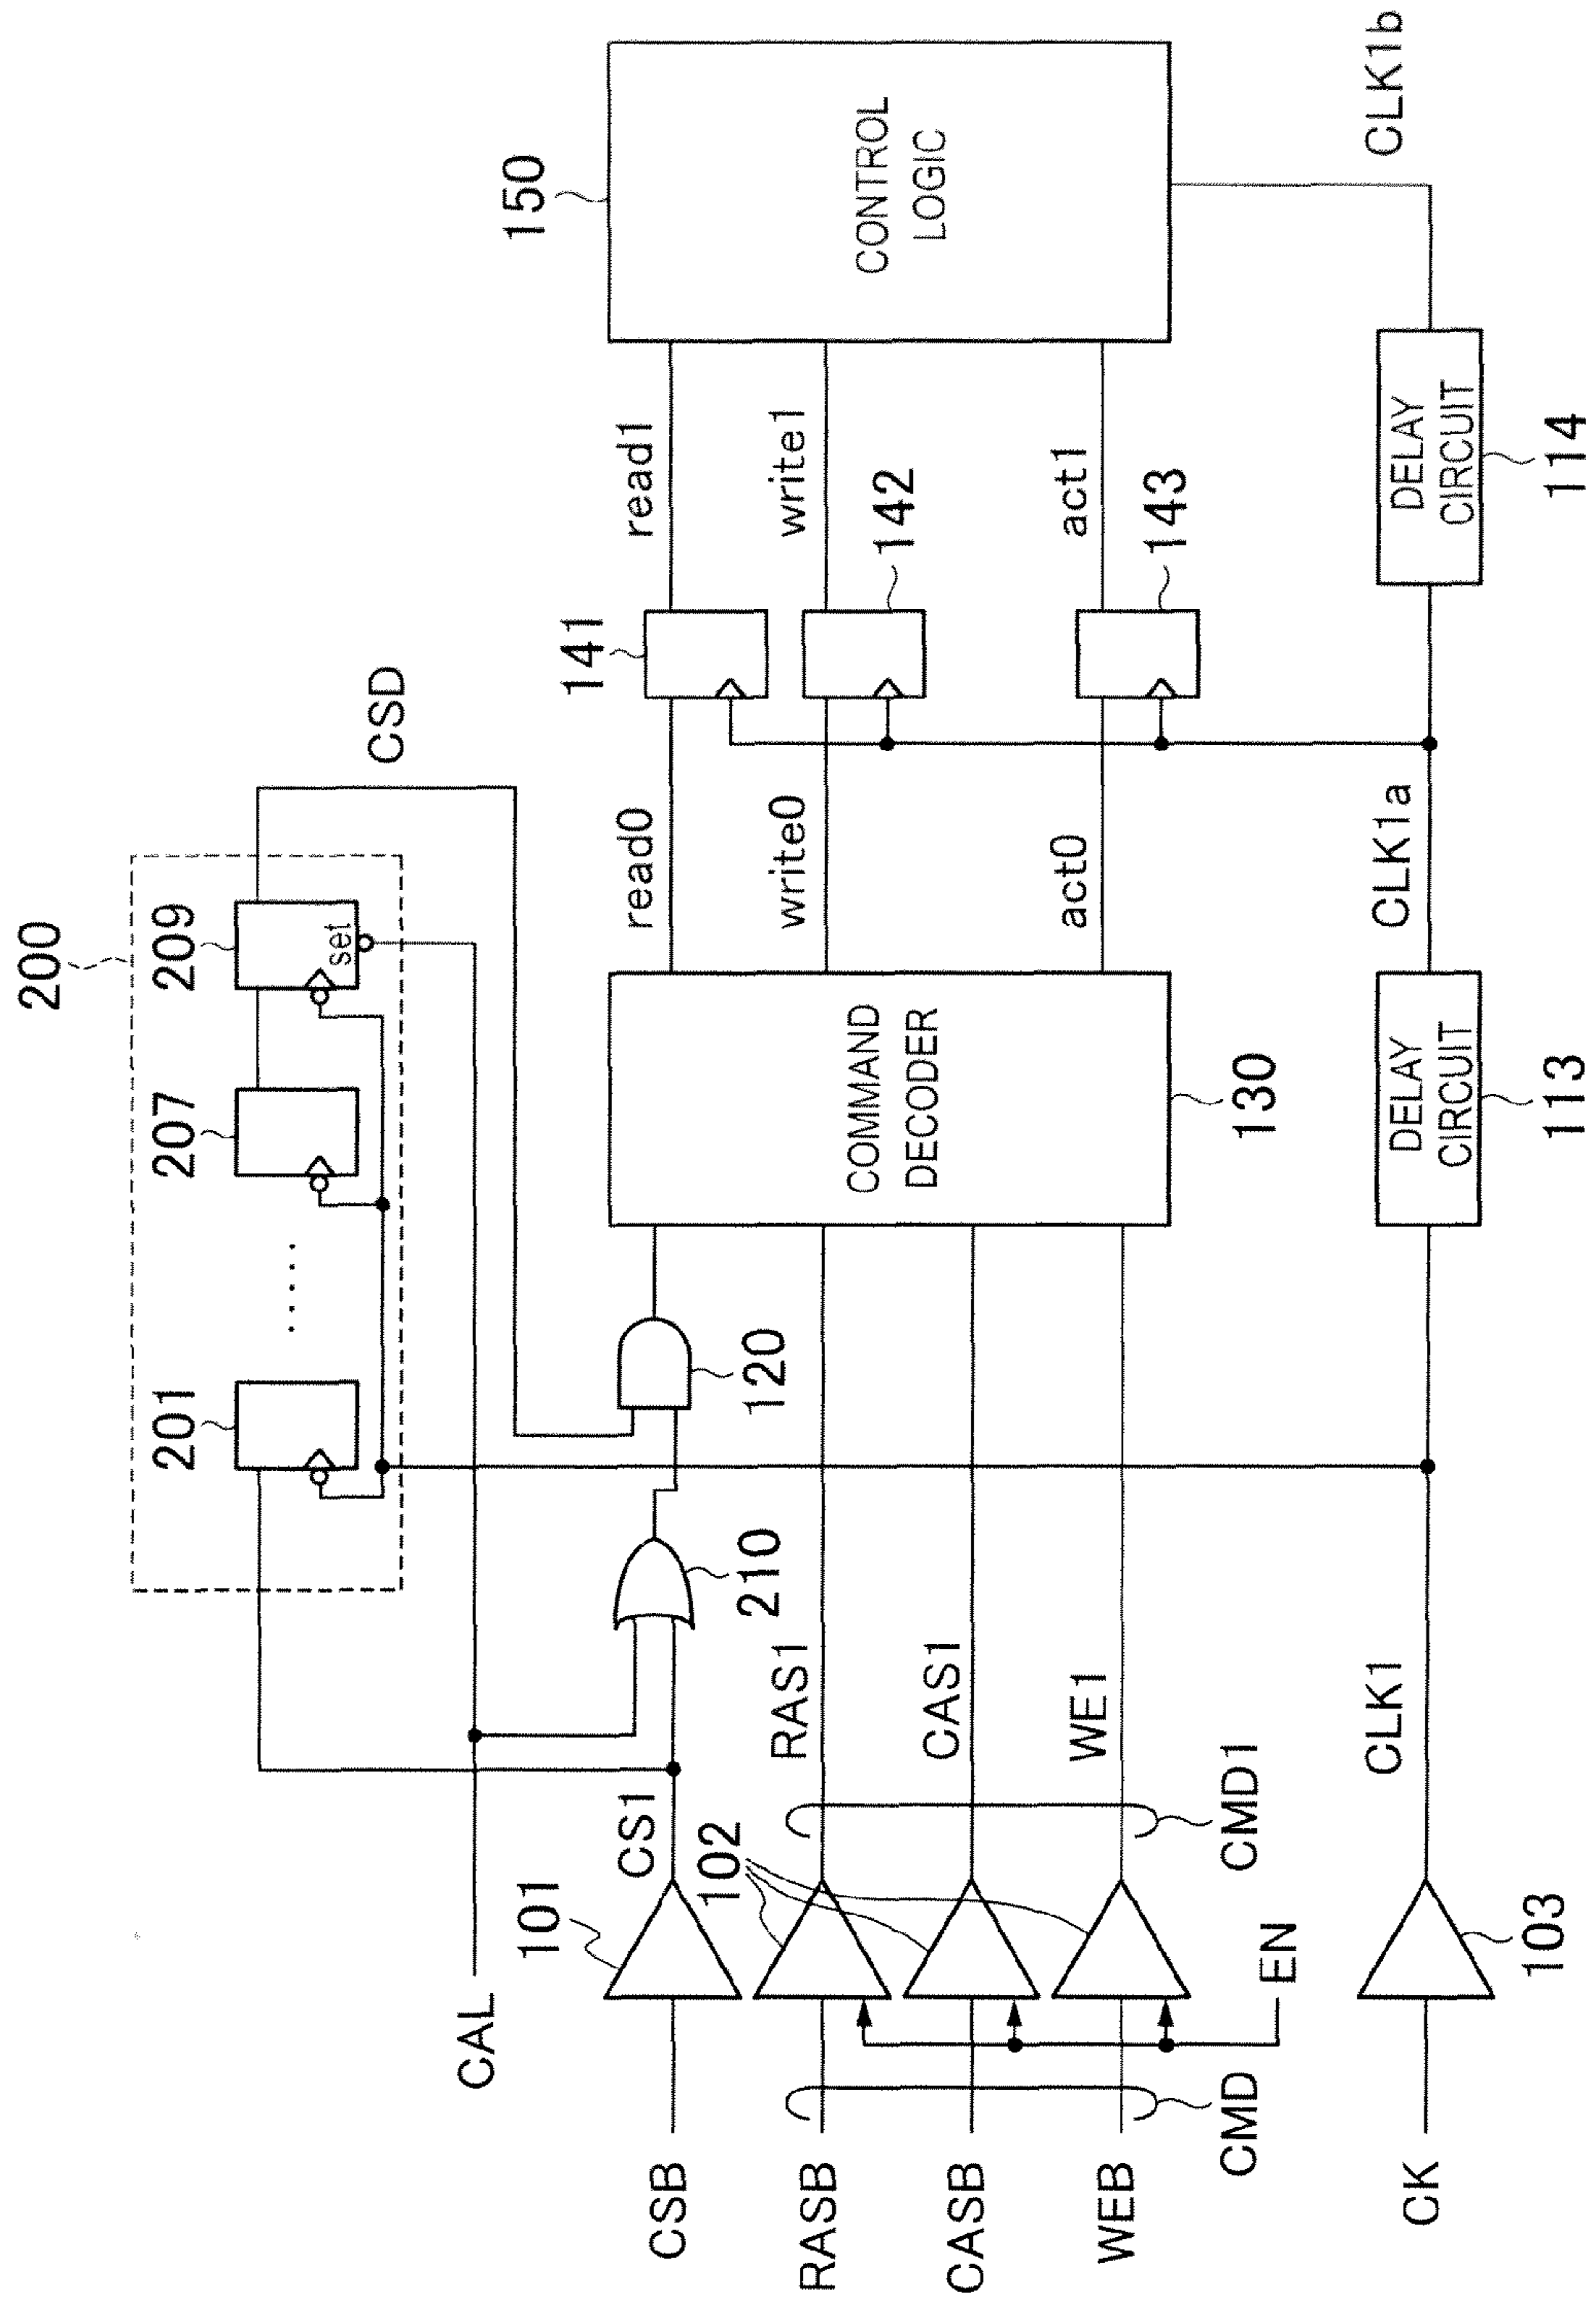 200
201
207
209
set
CSD
CAL
150
101
CS1
210
120
141
CSB
102
read0
read1
RASB
RAS1
write0
write1
142
CASB
CAS1
COMMAND
DECODER
CONTROL
LOGIC
WEB
WE1
act0
act1
143
CMD
EN
CMD1
130
CK
CLK1
CLK1a
CLK1b
103
DELAY
CIRCUIT
113
DELAY
CIRCUIT
114